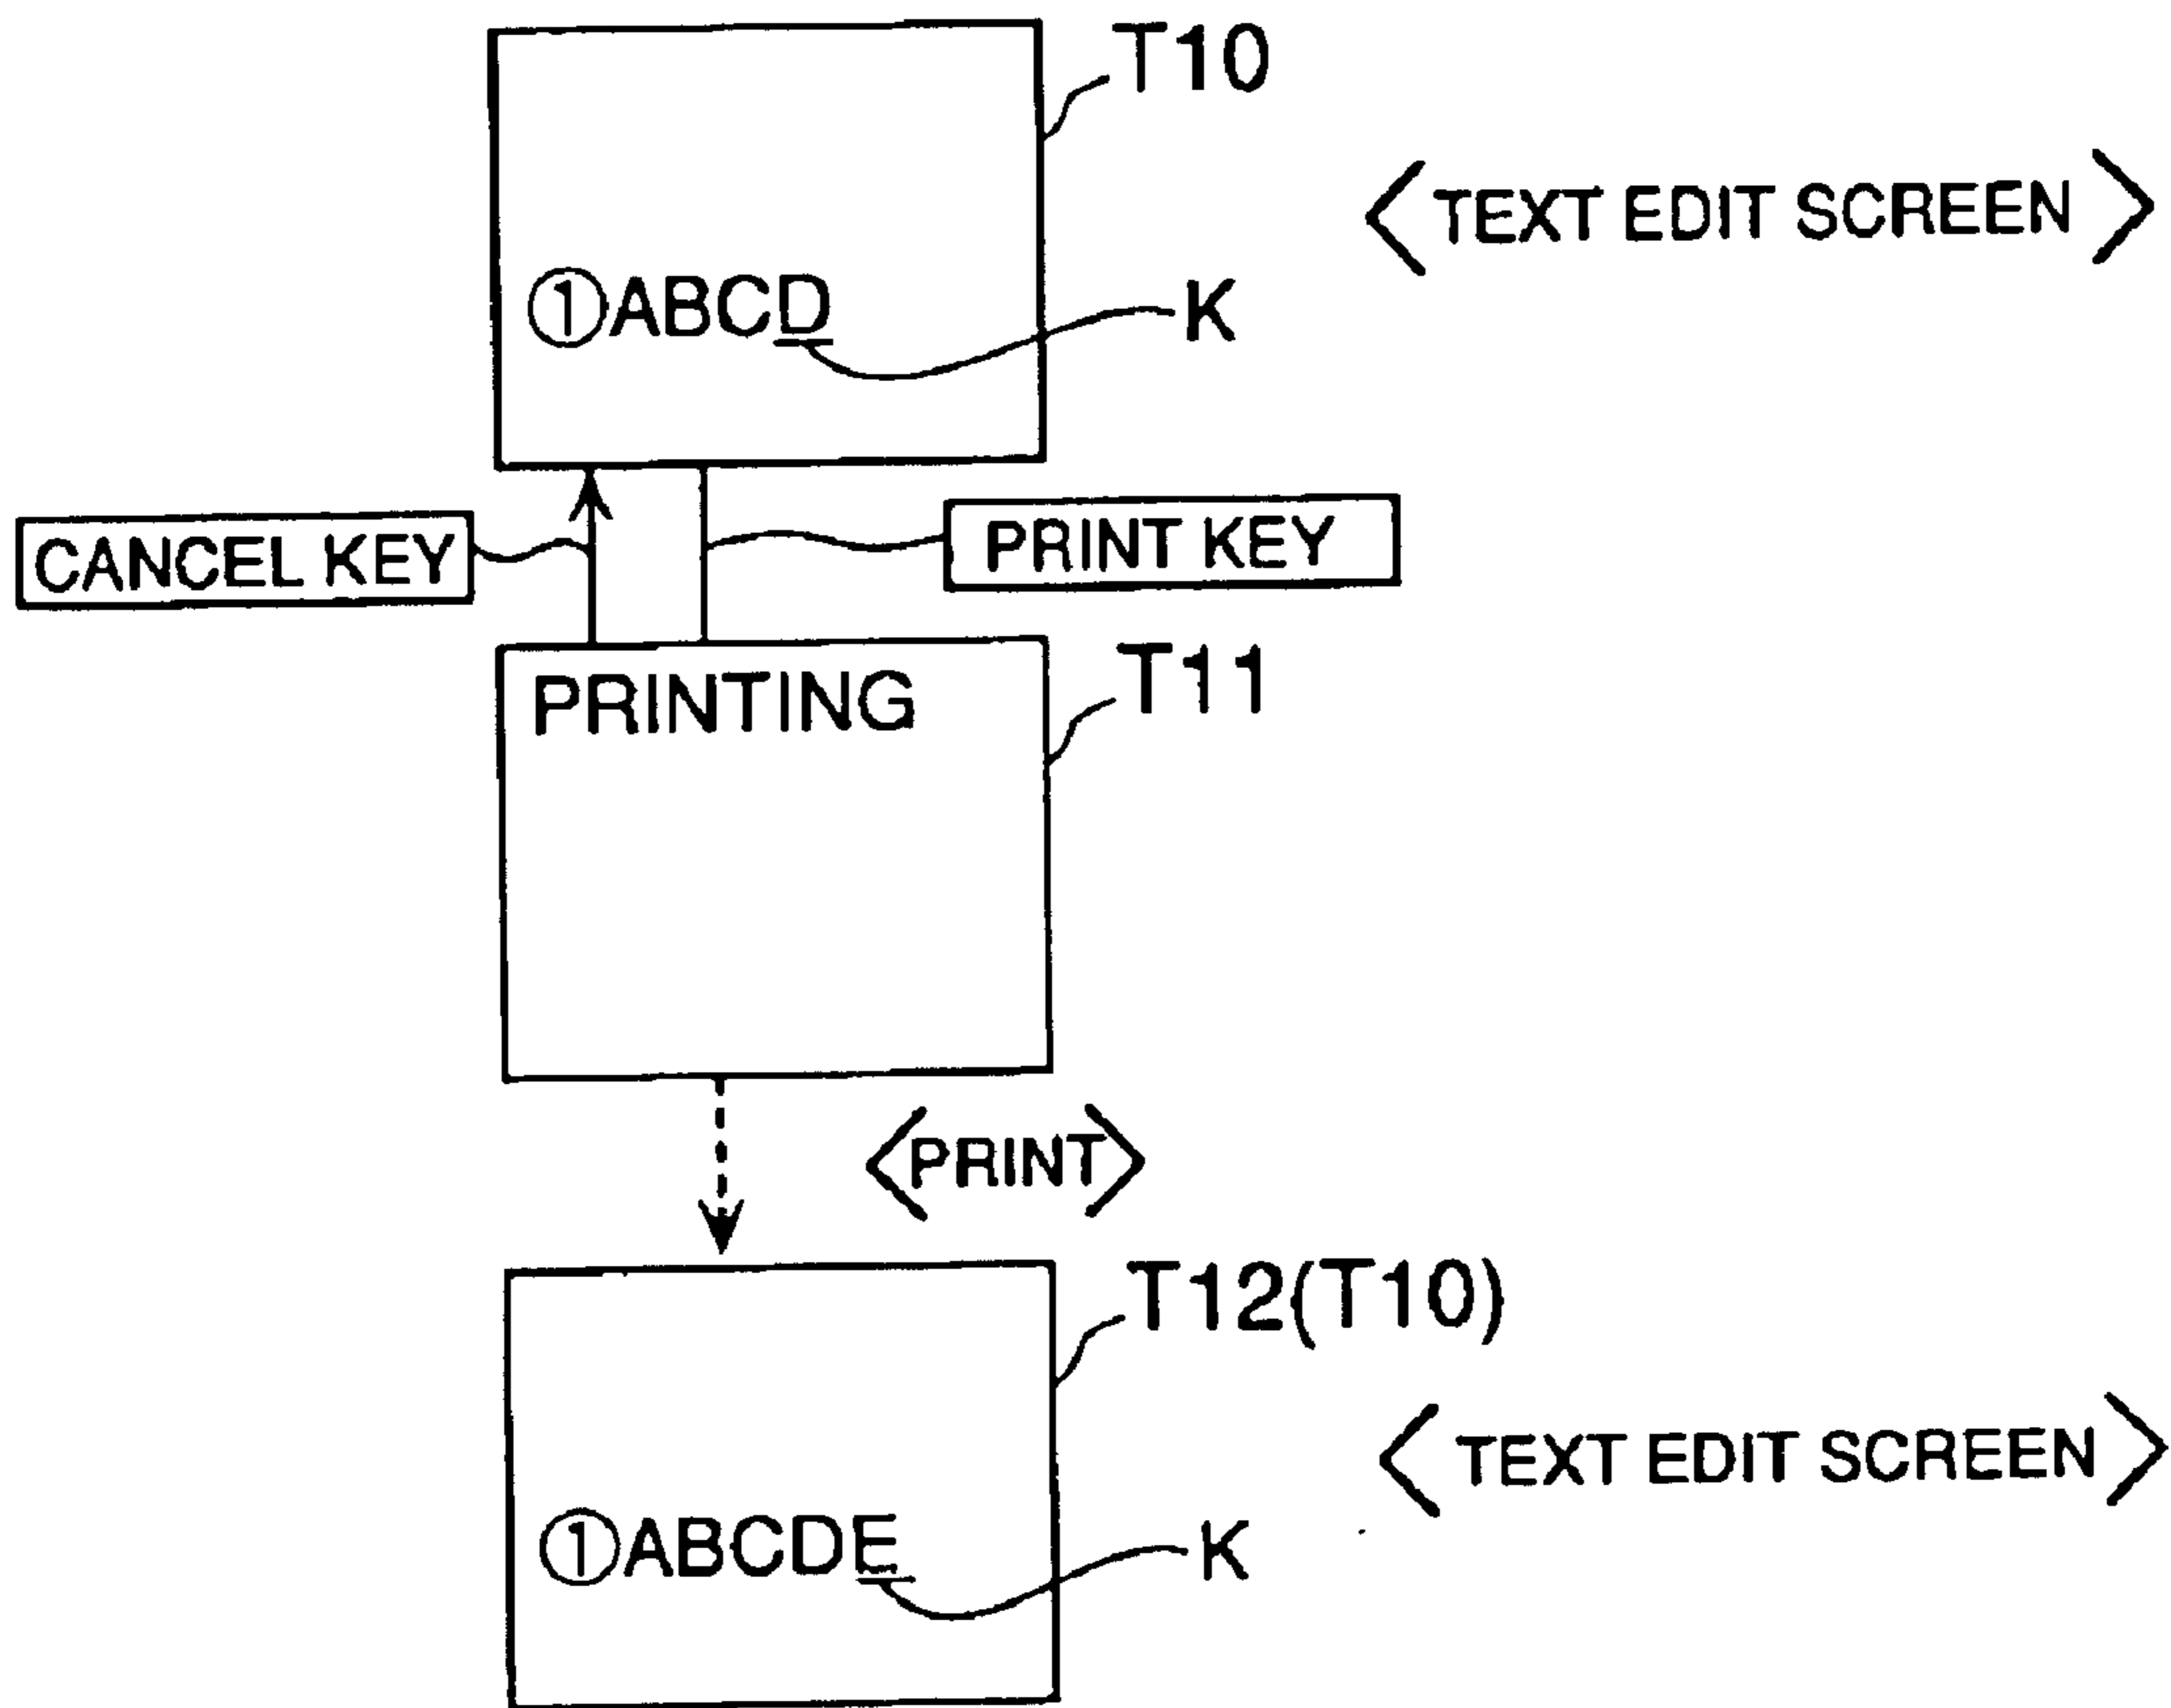 T10
<TEXT EDIT SCREEN>
①ABCD
K
CANCEL KEY
PRINT KEY
PRINTING
T11
<PRINT>
T12(T10)
<TEXT EDIT SCREEN>
①ABCDE
K